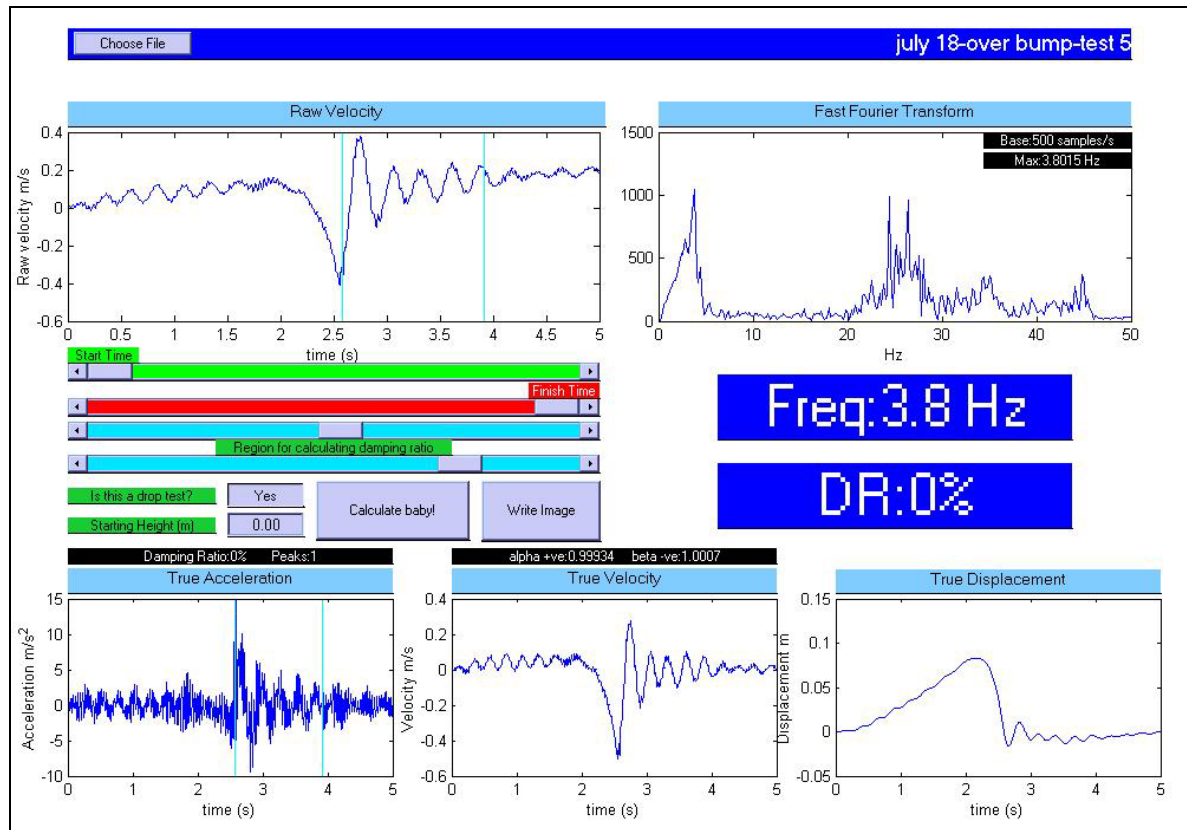 Choose File
july 18-over bump-test 5
Raw Velocity
0.4
0.2
0
-0.2
-0.4
-0.6
Raw velocity m/s
0 0.5 1 1.5 2 2.5 3 3.5 4 4.5 5
time (s)
Fast Fourier Transform
1500
1000
500
0
Base:500 samples/s
Max:3.8015 Hz
0 10 20 30 40 50
Hz
Start Time
Finish Time
Region for calculating damping ratio
Is this a drop test? Yes
Starting Height (m) 0.00
Calculate baby!
Write Image
Freq:3.8 Hz
DR:0%
Damping Ratio:0% Peaks:1
True Acceleration
15
10
5
0
-5
-10
Acceleration m/s2
0 1 2 3 4 5
time (s)
alpha +ve:0.99934 beta -ve:1.0007
True Velocity
0.4
0.2
0
-0.2
-0.4
-0.6
Velocity m/s
0 1 2 3 4 5
time (s)
True Displacement
0.15
0.1
0.05
0
-0.05
Displacement m
0 1 2 3 4 5
time (s)